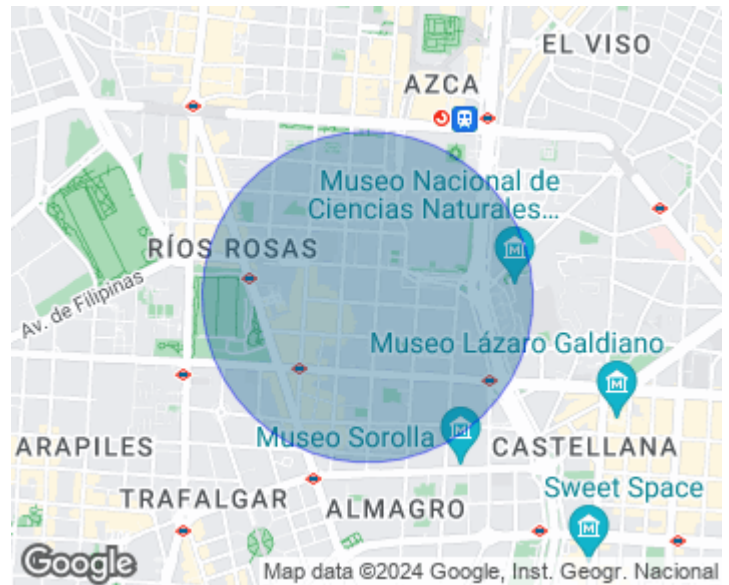 EL VISO
AZCA
Museo Nacional de
Ciencias Naturales...
RÍOS ROSAS
Av. de Filipinas
Museo Lázaro Galdiano
Museo Sorolla
CASTELLANA
ARAPILES
Sweet Space
TRAFALGAR
ALMAGRO
Google
Map data ©2024 Google, Inst. Geogr. Nacional